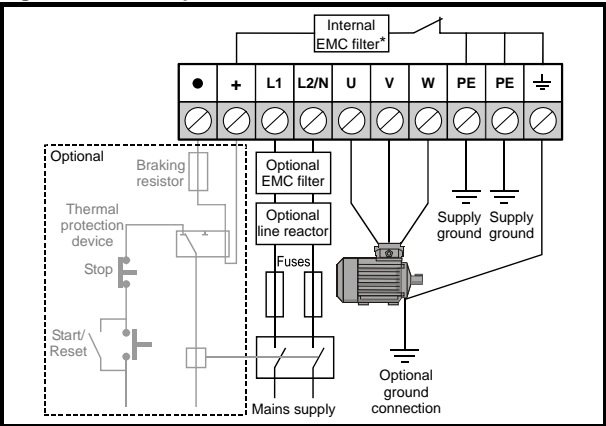 Internal
EMC filter*
● + L1 L2/N U V W PE PE ⏚
Optional
Braking
resistor
Thermal
protection
device
Stop
Start/
Reset
Optional
EMC filter
Optional
line reactor
Fuses
Mains supply
Supply
ground
Supply
ground
Optional
ground
connection